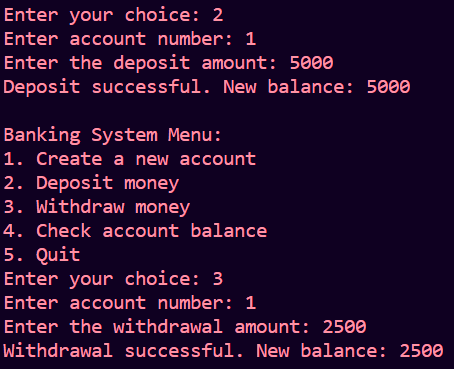 Enter your choice: 2
Enter account number: 1
Enter the deposit amount: 5000
Deposit successful. New balance: 5000

Banking System Menu:
1. Create a new account
2. Deposit money
3. Withdraw money
4. Check account balance
5. Quit
Enter your choice: 3
Enter account number: 1
Enter the withdrawal amount: 2500
Withdrawal successful. New balance: 2500